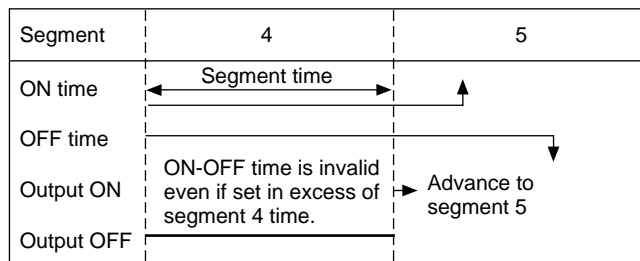 Segment 4 5
ON time Segment time
OFF time
Output ON
Output OFF
ON-OFF time is invalid
even if set in excess of
segment 4 time.
Advance to
segment 5